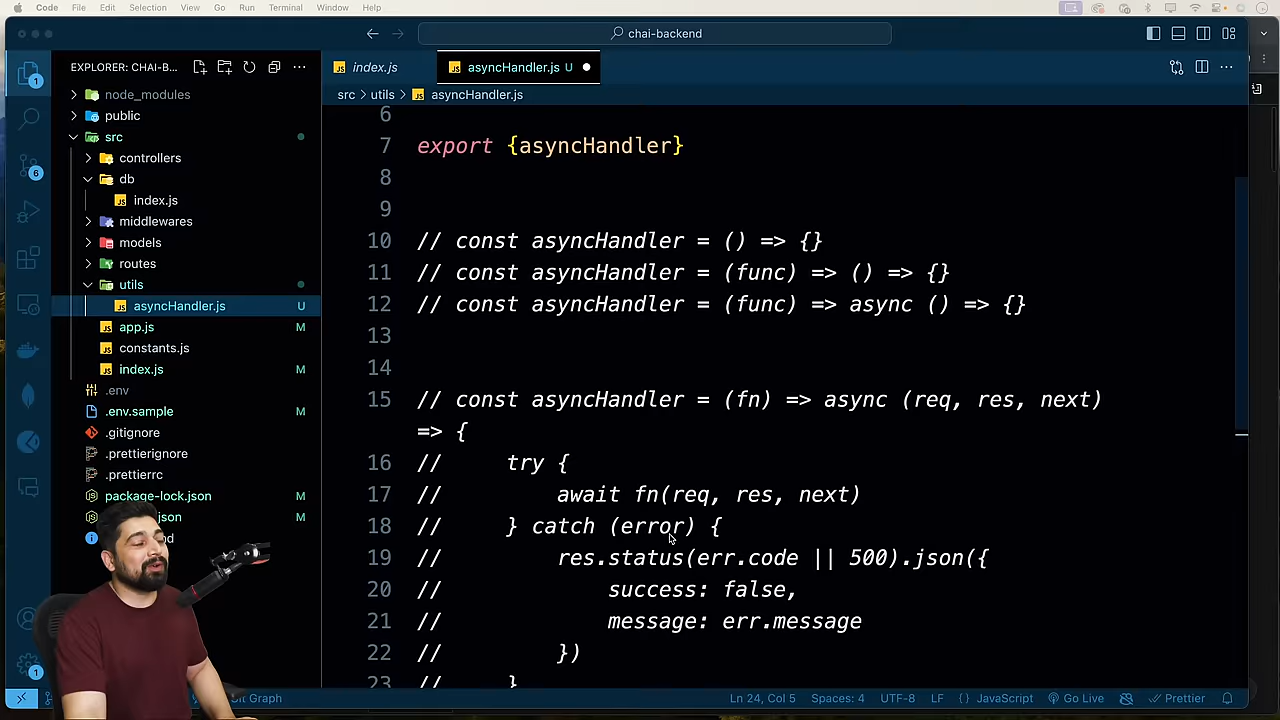 Code File Edit Selection View Go Run Terminal Window Help
chai-backend
EXPLORER: CHAI-B...
index.js
asyncHandler.js U
src > utils > asyncHandler.js
node_modules
public
src
controllers
db
index.js
middlewares
models
routes
utils
asyncHandler.js U
app.js M
constants.js
index.js M
.env
.env.sample M
.gitignore
.prettierignore
.prettierrc
package-lock.json M
json M
1
6
1
6
7 export {asyncHandler}
8
9
10 // const asyncHandler = () => {}
11 // const asyncHandler = (func) => () => {}
12 // const asyncHandler = (func) => async () => {}
13
14
15 // const asyncHandler = (fn) => async (req, res, next)
=> {
16 // try {
17 // await fn(req, res, next)
18 // } catch (error) {
19 // res.status(err.code || 500).json({
20 // success: false,
21 // message: err.message
22 // })
23 // }
Graph
Ln 24, Col 5 Spaces: 4 UTF-8 LF {} JavaScript Go Live Prettier